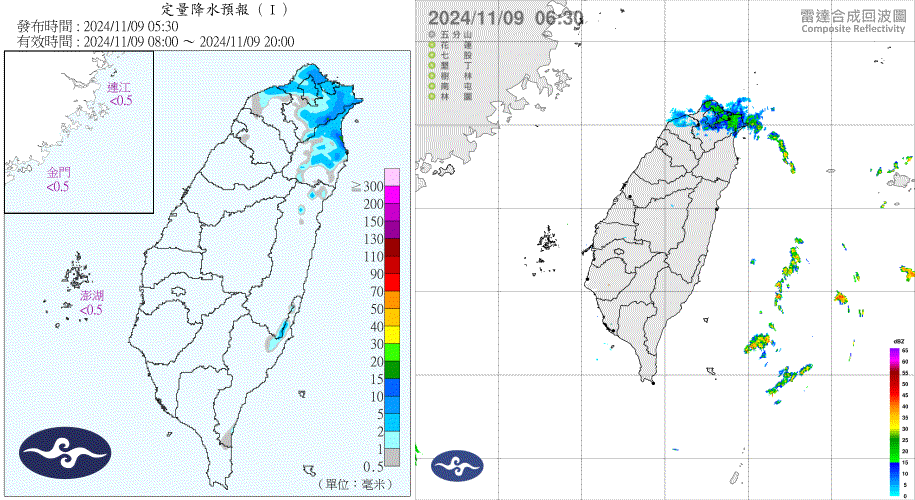 定量降水預報 ( I )
發布時間 : 2024/11/09 05:30
有效時間 : 2024/11/09 08:00 ～ 2024/11/09 20:00
連江
<0.5
金門
<0.5
澎湖
<0.5
≧ 300
200
150
130
110
90
70
50
40
30
20
15
10
5
2
1
0.5
(單位：毫米)
2024/11/09 06:30
五分山
花蓮
七股
墾丁
樹林
南屯
林園
雷達合成回波圖
Composite Reflectivity
dBZ
65
60
55
50
45
40
35
30
25
20
15
10
5
0